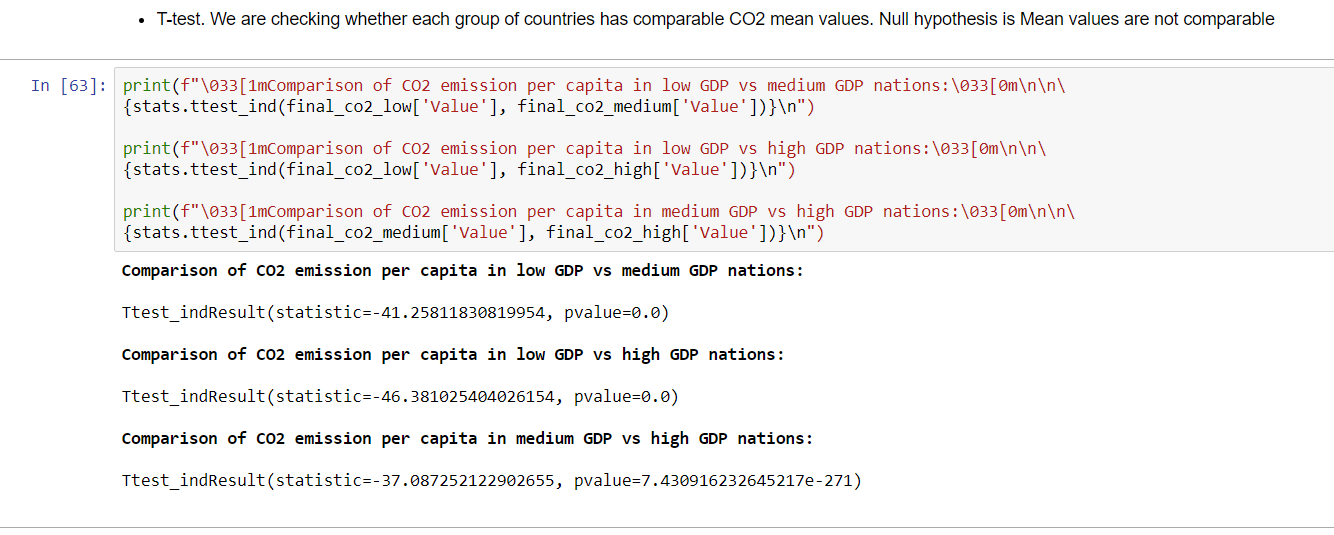 • T-test. We are checking whether each group of countries has comparable CO2 mean values. Null hypothesis is Mean values are not comparable
In [63]: print(f"\033[1mComparison of CO2 emission per capita in low GDP vs medium GDP nations:\033[0m\n\n\
{stats.ttest_ind(final_co2_low['Value'], final_co2_medium['Value'])}\n")
print(f"\033[1mComparison of CO2 emission per capita in low GDP vs high GDP nations:\033[0m\n\n\
{stats.ttest_ind(final_co2_low['Value'], final_co2_high['Value'])}\n")
print(f"\033[1mComparison of CO2 emission per capita in medium GDP vs high GDP nations:\033[0m\n\n\
{stats.ttest_ind(final_co2_medium['Value'], final_co2_high['Value'])}\n")
Comparison of CO2 emission per capita in low GDP vs medium GDP nations:
Ttest_indResult(statistic=-41.25811830819954, pvalue=0.0)
Comparison of CO2 emission per capita in low GDP vs high GDP nations:
Ttest_indResult(statistic=-46.381025404026154, pvalue=0.0)
Comparison of CO2 emission per capita in medium GDP vs high GDP nations:
Ttest_indResult(statistic=-37.087252122902655, pvalue=7.430916232645217e-271)